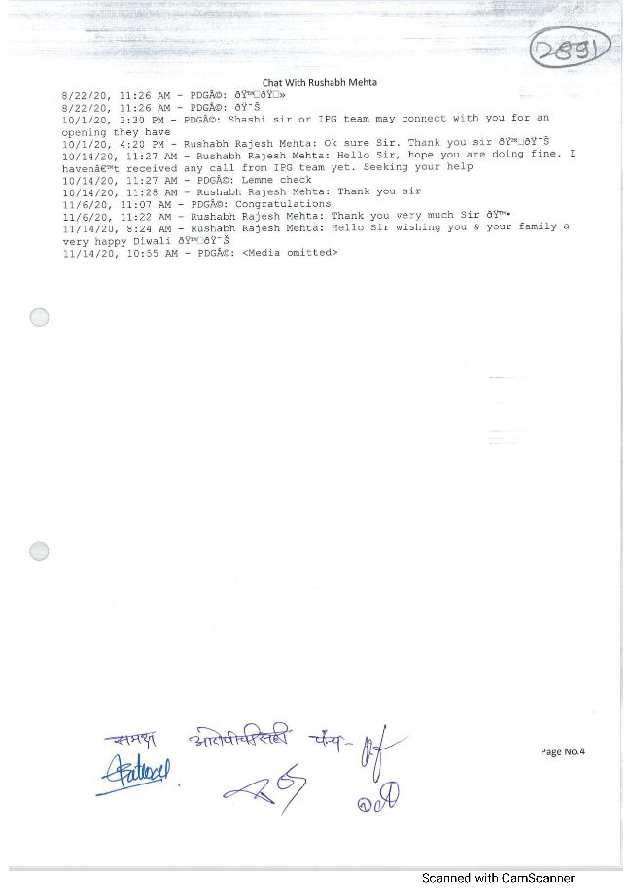 2891
Chat With Rushabh Mehta
8/22/20, 11:26 AM - PDGÂ©: ðŸ™□ðŸ□»
8/22/20, 11:26 AM - PDGÂ©: ðŸ˜Š
10/1/20, 3:30 PM - PDGÂ©: Shashi sir or IPG team may connect with you for an
opening they have
10/1/20, 4:20 PM - Rushabh Rajesh Mehta: Ok sure Sir. Thank you sir ðŸ™□ðŸ˜Š
10/14/20, 11:27 AM - Rushabh Rajesh Mehta: Hello Sir, hope you are doing fine. I
havenâ€™t received any call from IPG team yet. Seeking your help
10/14/20, 11:27 AM - PDGÂ©: Lemme check
10/14/20, 11:28 AM - Rushabh Rajesh Mehta: Thank you sir
11/6/20, 11:07 AM - PDGÂ©: Congratulations
11/6/20, 11:22 AM - Rushabh Rajesh Mehta: Thank you very much Sir ðŸ™•
11/14/20, 8:24 AM - Rushabh Rajesh Mehta: Hello Sir wishing you & your family a
very happy Diwali ðŸ™□ðŸ˜Š
11/14/20, 10:55 AM - PDGÂ©: <Media omitted>
समक्ष पंच -
Page No.4
Scanned with CamScanner